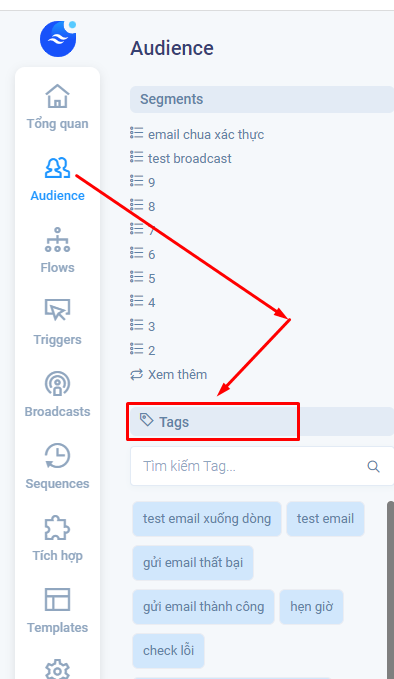 Audience
Segments
email chua xác thực
test broadcast
9
8
7
6
5
4
3
2
Xem thêm
Tags
Tìm kiếm Tag...
test email xuống dòng
test email
gửi email thất bại
gửi email thành công
hẹn giờ
check lỗi
Tổng quan
Audience
Flows
Triggers
Broadcasts
Sequences
Tích hợp
Templates